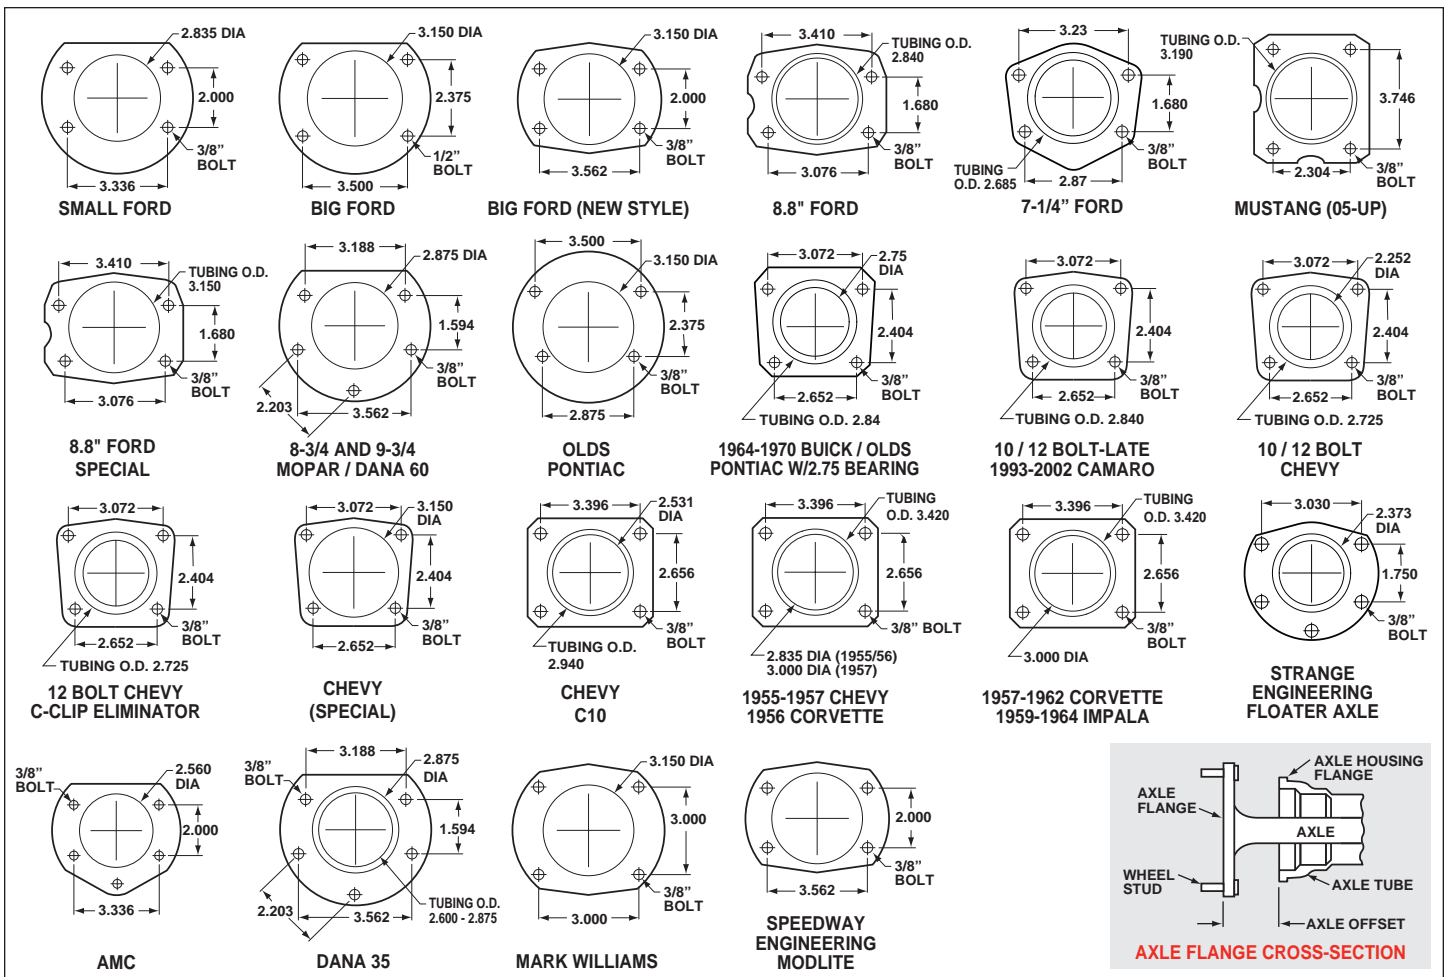 2.835 DIA
2.000
3/8”
BOLT
3.336
SMALL FORD
3.150 DIA
2.375
1/2”
BOLT
3.500
BIG FORD
3.150 DIA
2.000
3/8”
BOLT
3.562
BIG FORD (NEW STYLE)
3.410
TUBING O.D.
2.840
1.680
3/8”
BOLT
3.076
8.8" FORD
3.23
1.680
3/8”
BOLT
TUBING
O.D. 2.685
2.87
7-1/4” FORD
TUBING O.D.
3.190
3.746
3/8”
BOLT
2.304
MUSTANG (05-UP)
3.410
TUBING O.D.
3.150
1.680
3/8”
BOLT
3.076
8.8" FORD
SPECIAL
3.188
2.875 DIA
1.594
3/8”
BOLT
2.203
3.562
8-3/4 AND 9-3/4
MOPAR / DANA 60
3.500
3.150 DIA
2.375
3/8”
BOLT
2.875
OLDS
PONTIAC
3.072
2.75
DIA
2.404
3/8”
BOLT
2.652
TUBING O.D. 2.84
1964-1970 BUICK / OLDS
PONTIAC W/2.75 BEARING
3.072
2.404
3/8”
BOLT
2.652
TUBING O.D. 2.840
10 / 12 BOLT-LATE
1993-2002 CAMARO
3.072
2.252
DIA
2.404
3/8”
BOLT
2.652
TUBING O.D. 2.725
10 / 12 BOLT
CHEVY
3.072
2.404
3/8”
BOLT
2.652
TUBING O.D. 2.725
12 BOLT CHEVY
C-CLIP ELIMINATOR
3.072
3.150
DIA
2.404
3/8”
BOLT
2.652
CHEVY
(SPECIAL)
3.396
2.531
DIA
2.656
3/8”
BOLT
TUBING O.D.
2.940
CHEVY
C10
3.396
TUBING
O.D. 3.420
2.656
3/8” BOLT
2.835 DIA (1955/56)
3.000 DIA (1957)
1955-1957 CHEVY
1956 CORVETTE
3.396
TUBING
O.D. 3.420
2.656
3/8”
BOLT
3.000 DIA
1957-1962 CORVETTE
1959-1964 IMPALA
3.030
2.373
DIA
1.750
3/8”
BOLT
STRANGE
ENGINEERING
FLOATER AXLE
3/8”
BOLT
2.560
DIA
2.000
3.336
AMC
3/8”
BOLT
3.188
2.875
DIA
1.594
2.203
3.562
TUBING O.D.
2.600 - 2.875
DANA 35
3.150 DIA
3.000
3/8”
BOLT
3.000
MARK WILLIAMS
2.000
3/8”
BOLT
3.562
SPEEDWAY
ENGINEERING
MODLITE
AXLE HOUSING
FLANGE
AXLE
FLANGE
AXLE
WHEEL
STUD
AXLE TUBE
AXLE OFFSET
AXLE FLANGE CROSS-SECTION